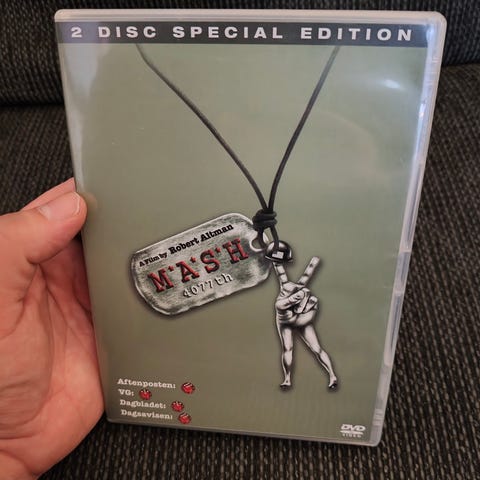 2 DISC SPECIAL EDITION
A Film by Robert Altman
M*A*S*H
4077th
Aftenposten:
VG:
Dagbladet:
Dagsavisen:
DVD
VIDEO